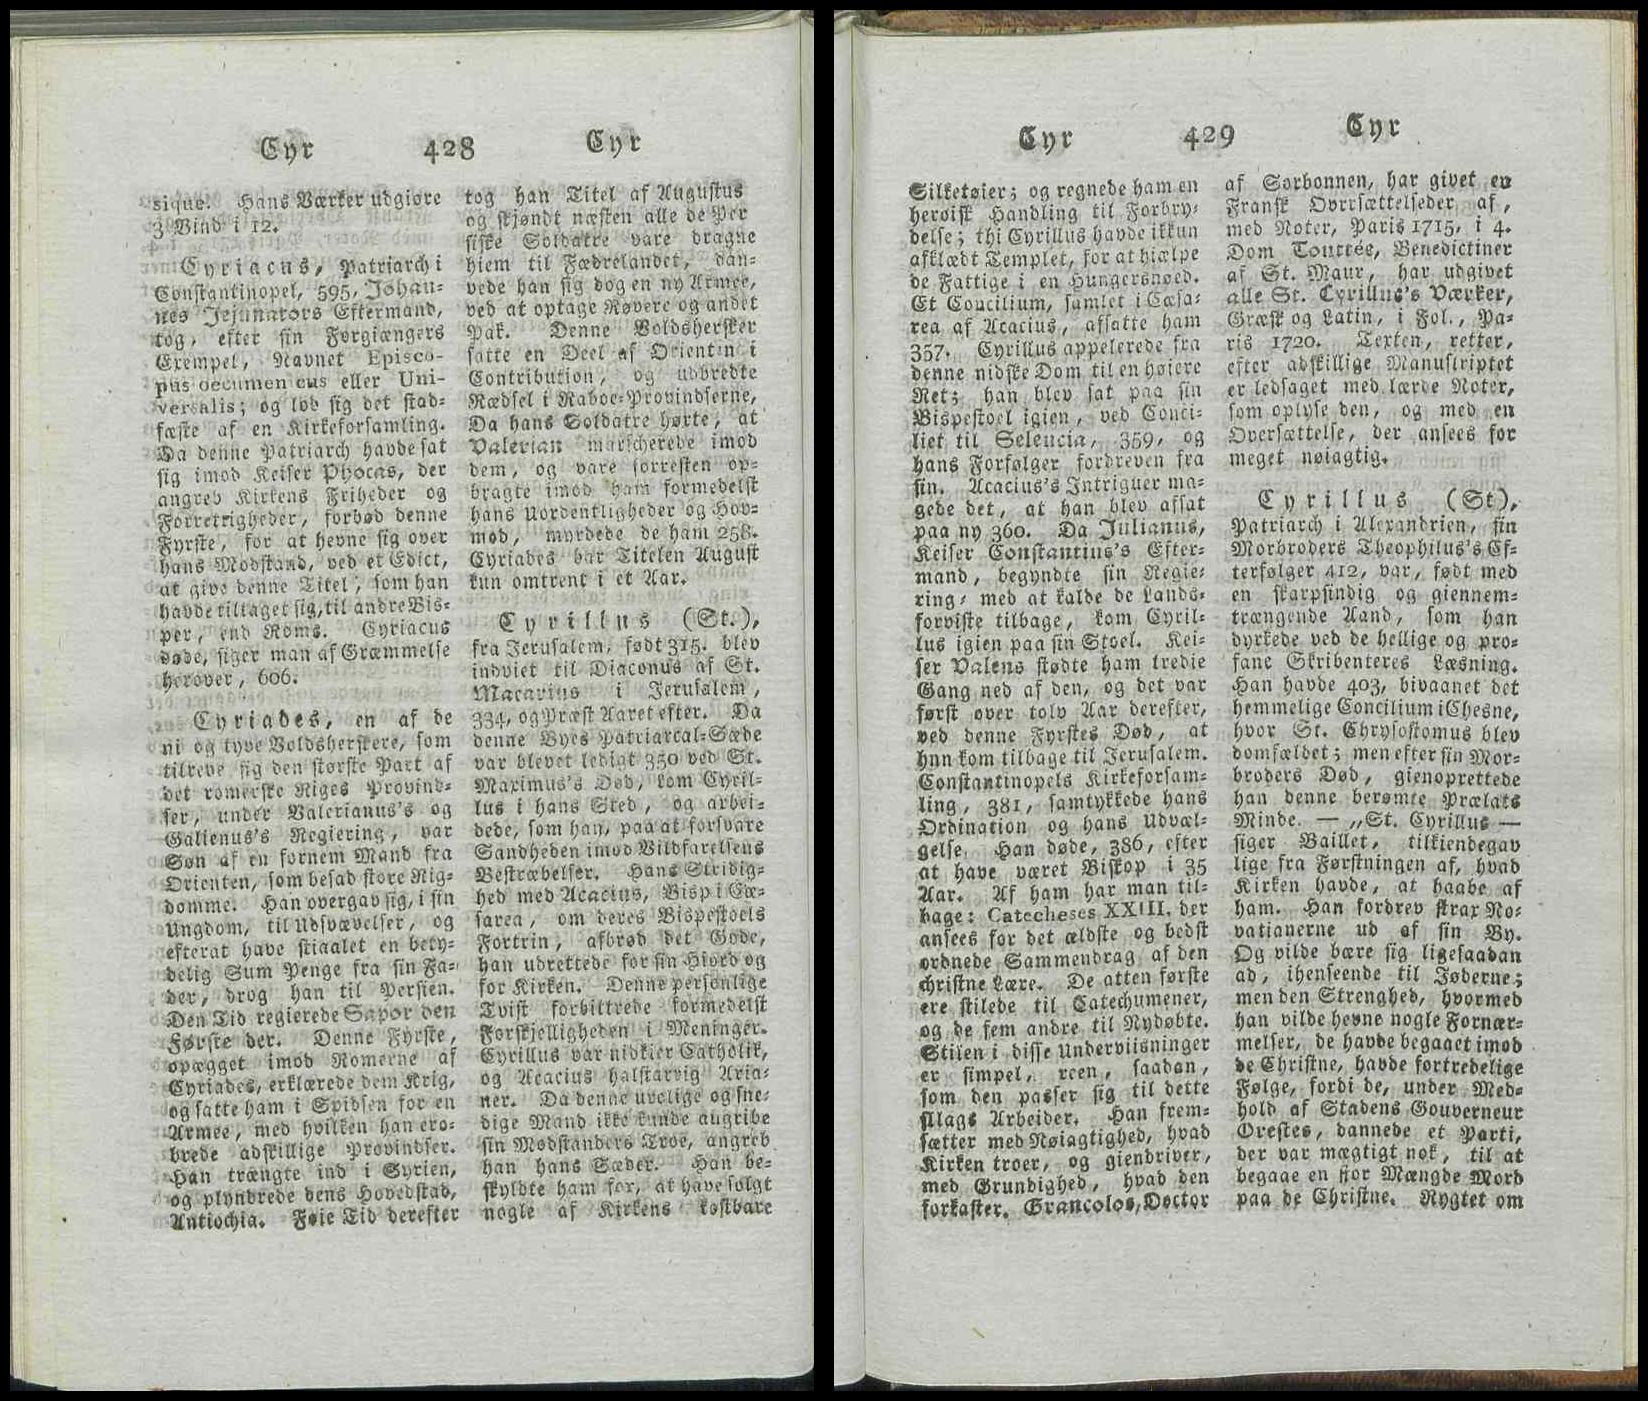 Cyr 428 Cyr
sique. Hans Værker udgiøre
3 Bind i 12.
Cyriacus, Patriarch i
Constantinopel, 595, Johan-
nes Jejunators Eftermand,
tog, efter sin Forgiængers
Exempel, Navnet Episco-
pus oecumen cus eller Uni-
versalis; og lod sig det stad-
fæste af en Kirkeforsamling.
Da denne Patriarch havde sat
sig imod Keiser Phocas, der
angreb Kirkens Friheder og
Forretrigheder, forbød denne
Fyrste, for at hevne sig over
hans Modstand, ved et Edict,
at give denne Titel, som han
havde tiltaget sig, til andre Bis-
per, end Roms. Cyriacus
døde, siger man af Græmmelse
herover, 606.
Cyriades, en af de
ni og tyve Voldsherskere, som
tilreve sig den største Part af
det romerske Riges Provind-
ser, under Valerianus's og
Galienus's Regiering, var
Søn af en fornem Mand fra
Orienten, som besad store Rig-
domme. Han overgav sig, i sin
Ungdom, til Udsvævelser, og
efterat have stiaalet en bety-
delig Sum Penge fra sin Fa-
der, drog han til Persien.
Den Tid regierede Sapor den
Første der. Denne Fyrste,
opægget imod Romerne af
Cyriades, erklærede dem Krig,
og satte ham i Spidsen for en
Armee, med hvilken han ero-
brede adskillige Provindser.
Han trængte ind i Syrien,
og plyndrede dens Hovedstad,
Antiochia. Føie Tid derefter
tog han Titel af Augustus
og skjøndt næsten alle de Per
siske Soldatre vare dragne
hiem til Fædrelandet, dan-
nede han sig dog en ny Armee,
ved at optage Røvere og andet
Pak. Denne Voldshersker
satte en Deel af Orienten i
Contribution, og udbredte
Rædsel i Naboe-Provindserne,
Da hans Soldatre hørte, at
Valerian marscherede imod
dem, og vare forresten op-
bragte imod ham formedelst
hans Uordentligheder og Hov-
mod, myrdede de ham 258.
Cyriades bar Titelen August
kun omtrent i et Aar.
Cyrillus (St.),
fra Jerusalem, født 315. blev
indviet til Diaconus af St.
Macarius i Jerusalem,
334, og Præst Aaret efter. Da
denne Byes Patriarcal-Sæde
var blevet ledigt 350 ved St.
Maximus's Død, kom Cyril-
lus i hans Sted, og arbei-
dede, som han, paa at forsvare
Sandheden imod Vildfarelsens
Bestræbelser. Hans Stridig-
hed med Acacius, Bisp i Cæ-
sarea, om deres Bispestoels
Fortrin, afbrød det Gode,
han udrettede for sin Hiord og
for Kirken. Denne personlige
Tvist forbittrede formedelst
Forskjelligheden i Meninger.
Cyrillus var nidkier Catholik,
og Acacius halstarrig Aria-
ner. Da denne urolige og sne-
dige Mand ikke kunde angribe
sin Modstanders Troe, angreb
han hans Sæder. Han be-
skyldte ham for, at have solgt
nogle af Kirkens kostbare
Cyr 429 Cyr
Silketøier; og regnede ham en
heroisk Handling til Forbry-
delse; thi Cyrillus havde ikkun
afklædt Templet, for at hiælpe
de Fattige i en Hungersnøed.
Et Concilium, samlet i Cæsa-
rea af Acacius, afsatte ham
357. Cyrillus appelerede fra
denne nidske Dom til en høiere
Ret; han blev sat paa sin
Bispestoel igien, ved Conci-
liet til Seleucia, 359, og
hans Forfølger fordreven fra
sin. Acacius's Intriguer ma-
gede det, at han blev afsat
paa ny 360. Da Julianus,
Keiser Constantius's Efter-
mand, begyndte sin Regie-
ring, med at kalde de Lands-
forviste tilbage, kom Cyril-
lus igien paa sin Stoel. Kei-
ser Valens stødte ham tredie
Gang ned af den, og det var
først over tolv Aar derefter,
ved denne Fyrstes Død, at
hnn kom tilbage til Jerusalem.
Constantinopels Kirkeforsam-
ling, 381, samtykkede hans
Ordination og hans Udvæl-
gelse. Han døde, 386, efter
at have været Biskop i 35
Aar. Af ham har man til-
bage: Catecheses XXIII. der
ansees for det ældste og bedst
ordnede Sammendrag af den
christne Lære. De atten første
ere stilede til Catechumener,
og de fem andre til Nydøbte.
Stilen i disse Underviisninger
er simpel, reen, saadan,
som den passer sig til dette
Slags Arbeider. Han frem-
sætter med Nøiagtighed, hvad
Kirken troer, og giendriver,
med Grundighed, hvad den
forkaster. Grancolos, Doctor
af Sorbonnen, har givet en
Fransk Oversættelseder af,
med Noter, Paris 1715, i 4.
Dom Touttée, Benedictiner
af St. Maur, har udgivet
alle St. Cyrillus's Værker,
Græsk og Latin, i Fol., Pa-
ris 1720. Texten, retter,
efter adskillige Manuskriptet
er ledsaget med lærde Noter,
som oplyse den, og med en
Oversættelse, der ansees for
meget nøiagtig.
Cyrillus (St),
Patriarch i Alexandrien, sin
Morbroders Theophilus's Ef-
terfølger 412, var, født med
en skarpsindig og giennem-
trængende Aand, som han
dyrkede ved de hellige og pro-
fane Skribenteres Læsning.
Han havde 403, bivaanet det
hemmelige Concilium i Chesne,
hvor St. Chrysostomus blev
domfældet; men efter sin Mor-
broders Død, gienoprettede
han denne berømte Prælats
Minde. — „St. Cyrillus —
siger Baillet, tilkiendegav
lige fra Førstningen af, hvad
Kirken havde, at haabe af
ham. Han fordrev strax No-
vatianerne ud af sin By.
Og vilde bære sig ligesaadan
ad, ihenseende til Jøderne;
men den Strenghed, hvormed
han vilde hevne nogle Fornær-
melser, de havde begaaet imod
de Christne, havde fortredelige
Følge, fordi de, under Med-
hold af Stadens Gouverneur
Orestes, dannede et Parti,
der var mægtigt nok, til at
begaae en stor Mængde Mord
paa de Christne. Rygtet om